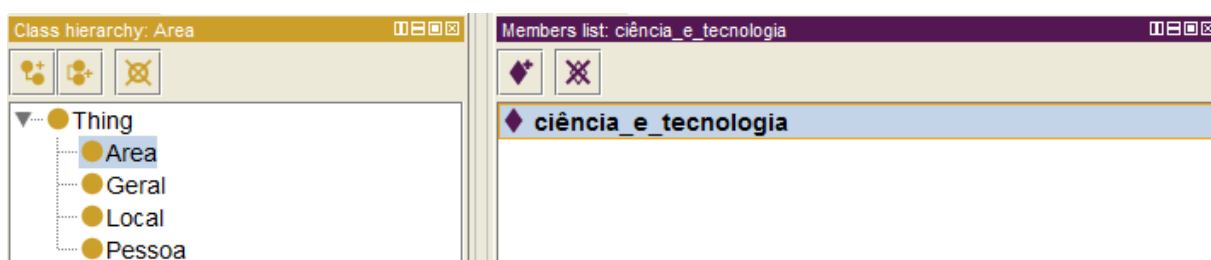 Class hierarchy: Area
Thing
Area
Geral
Local
Pessoa
Members list: ciência_e_tecnologia
ciência_e_tecnologia